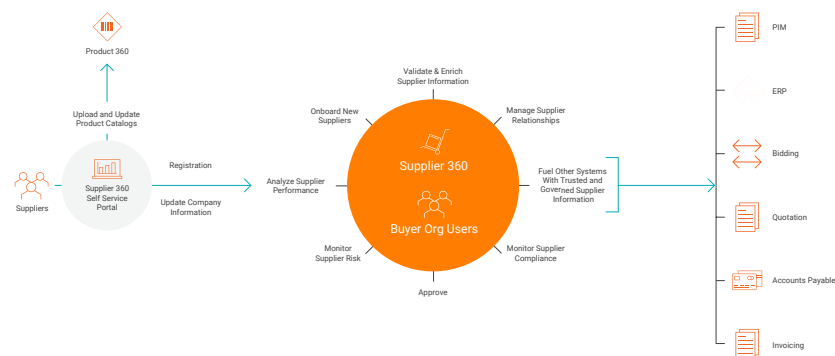 Product 360
Upload and Update
Product Catalogs
Suppliers
Supplier 360
Self Service
Portal
Registration
Update Company
Information
Validate & Enrich
Supplier Information
Onboard New
Suppliers
Manage Supplier
Relationships
Analyze Supplier
Performance
Supplier 360
Buyer Org Users
Fuel Other Systems
With Trusted and
Governed Supplier
Information
Monitor
Supplier Risk
Monitor Supplier
Compliance
Approve
PIM
ERP
Bidding
Quotation
Accounts Payable
Invoicing